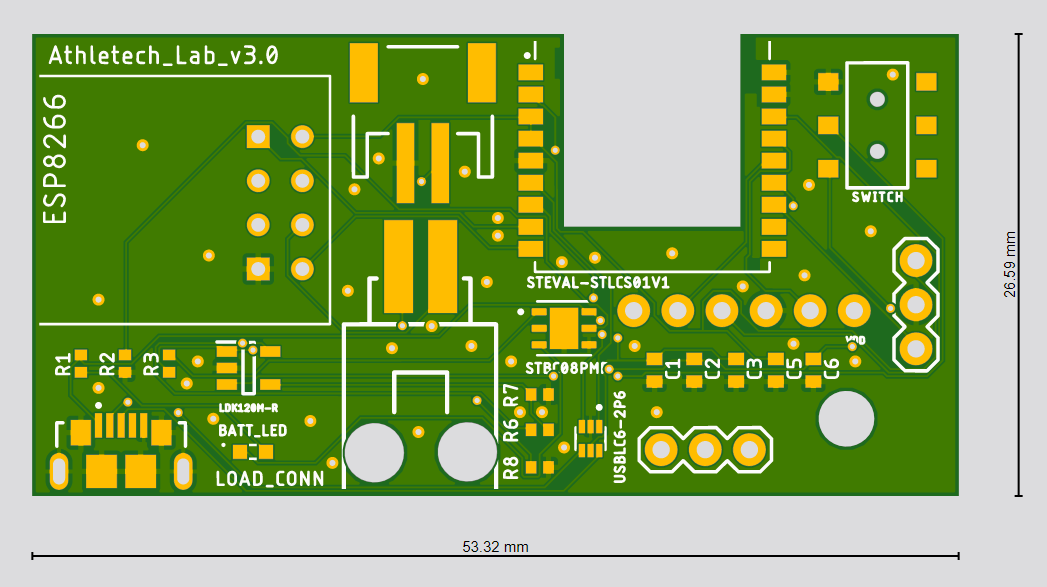 Athletech_Lab_v3.0
ESP8266
SWITCH
STEVAL-STLCS01V1
26.59 mm
R1
R2
R3
STBC08PMR
C1
C2
C3
C5
C6
LDK120M-R
BATT_LED
LOAD_CONN
R7
R6
R8
USBLC6-2P6
53.32 mm